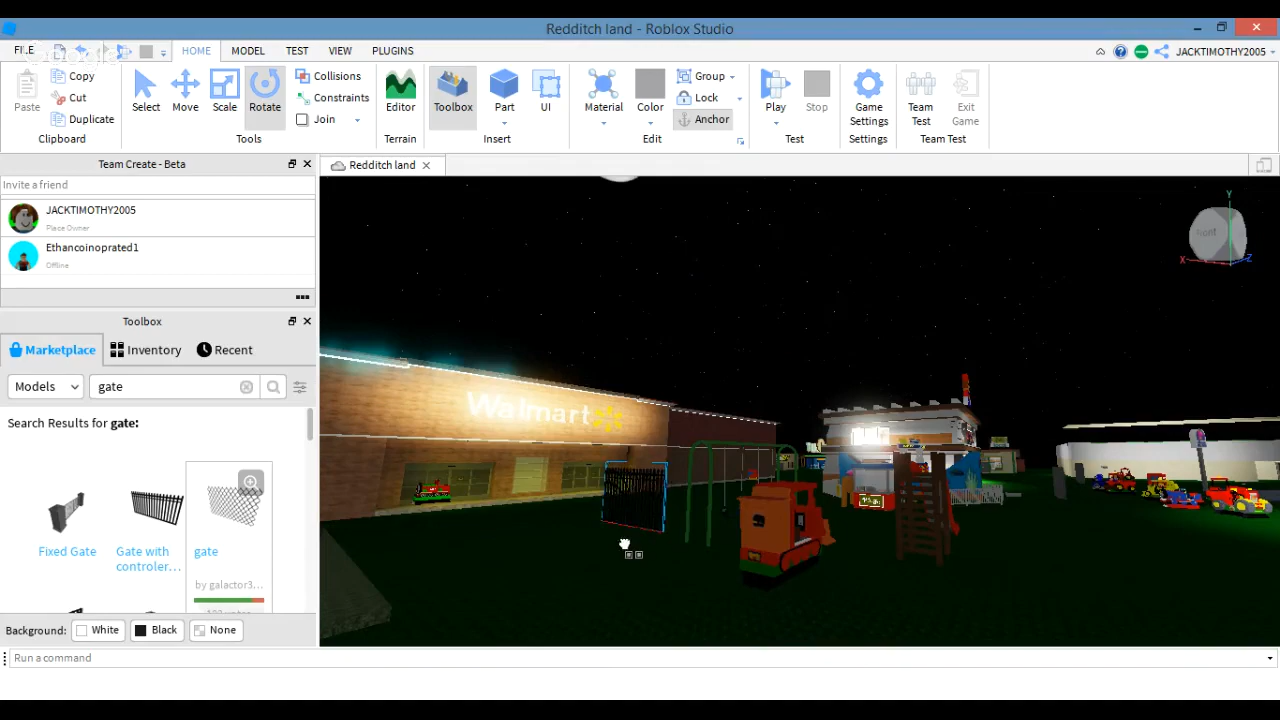 Redditch land - Roblox Studio
FILE
HOME
MODEL
TEST
VIEW
PLUGINS
JACKTIMOTHY2005
Paste
Copy
Cut
Duplicate
Clipboard
Select
Move
Scale
Rotate
Collisions
Constraints
Join
Tools
Editor
Terrain
Toolbox
Part
UI
Insert
Material
Color
Group
Lock
Anchor
Edit
Play
Stop
Test
Game
Settings
Settings
Team
Test
Exit
Game
Team Test
Team Create - Beta
Invite a friend
JACKTIMOTHY2005
Place Owner
Ethancoinoprated1
Offline
Toolbox
Marketplace
Inventory
Recent
Models
gate
Search Results for gate:
Fixed Gate
Gate with
controler...
gate
by galactor3...
Background:
White
Black
None
Run a command
Redditch land
Walmart
Front
Y
X
Z